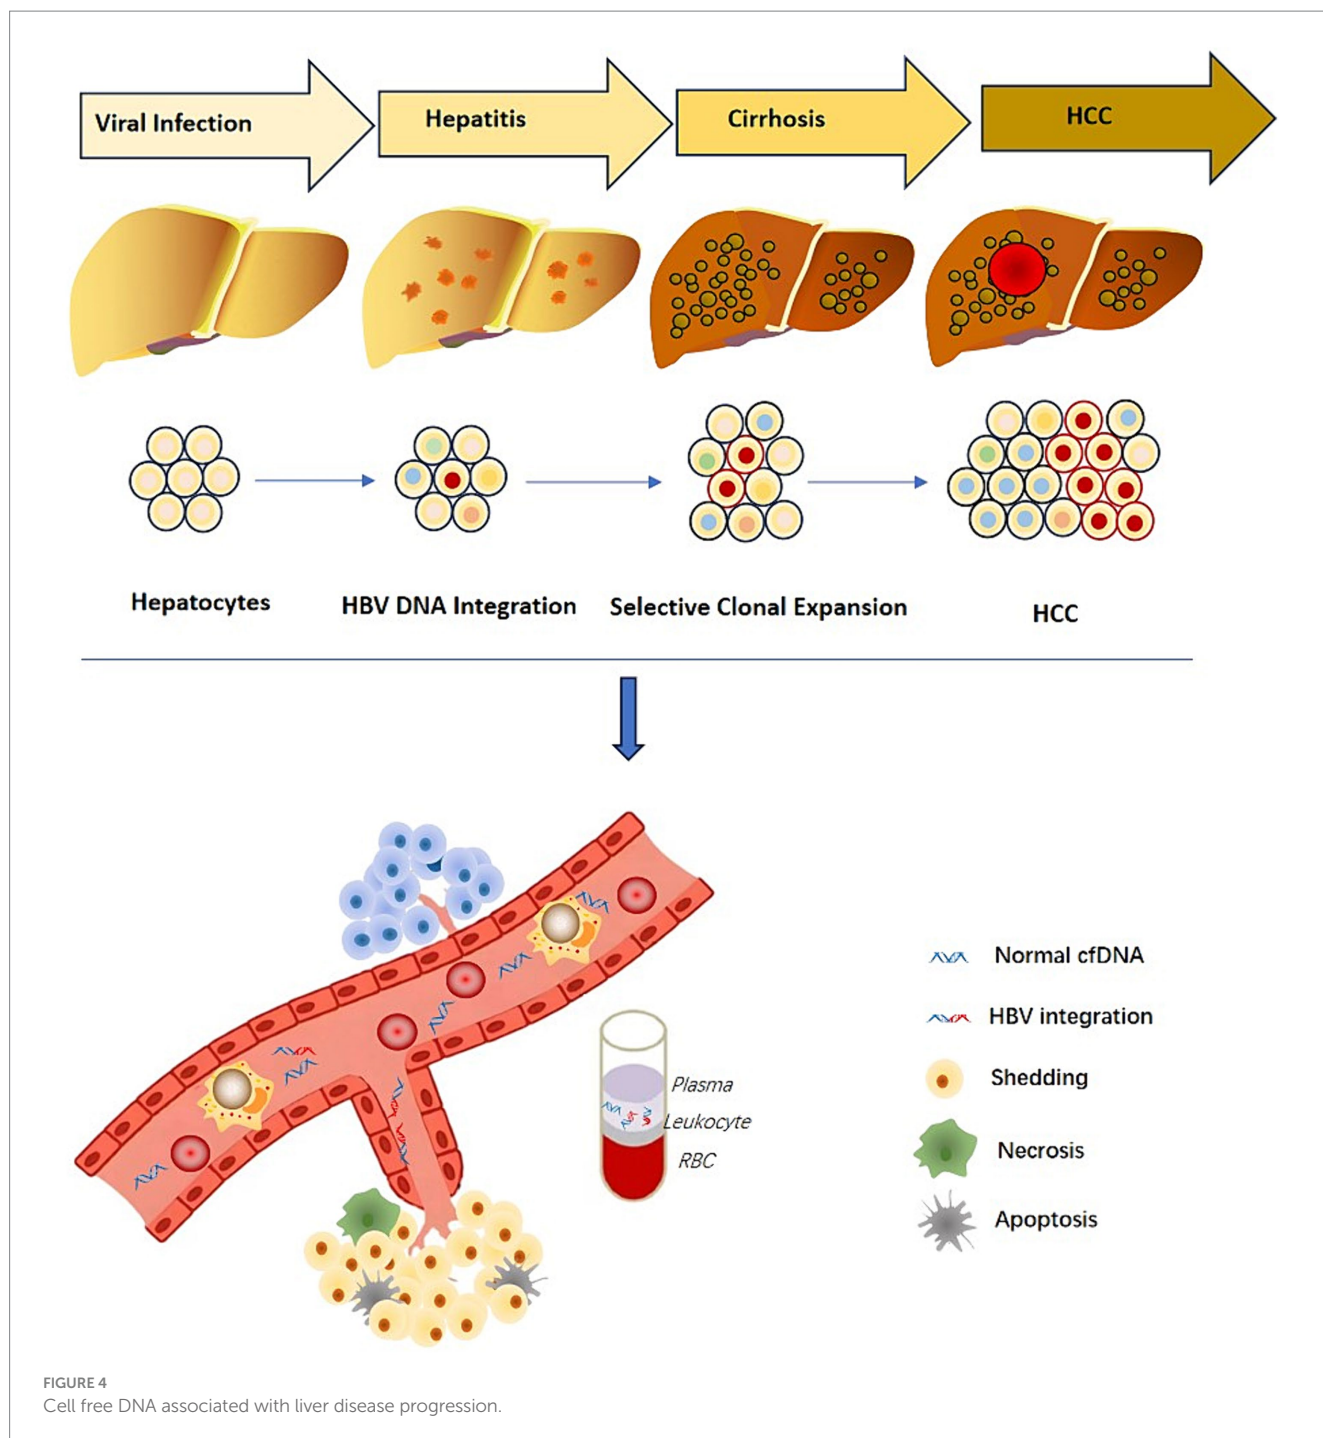 Viral Infection
Hepatitis
Cirrhosis
HCC
Hepatocytes
HBV DNA Integration
Selective Clonal Expansion
HCC
Normal cfDNA
HBV integration
Shedding
Necrosis
Apoptosis
Plasma
Leukocyte
RBC
FIGURE 4
Cell free DNA associated with liver disease progression.